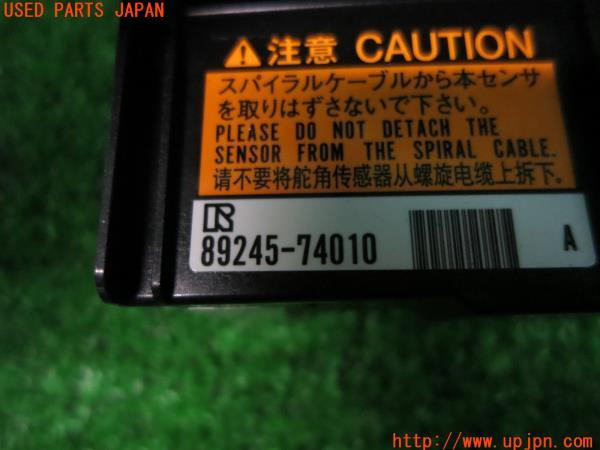 USED PARTS JAPAN
注意 CAUTION
スパイラルケーブルから本センサ
を取りはずさないで下さい。
PLEASE DO NOT DETACH THE
SENSOR FROM THE SPIRAL CABLE.
请不要将舵角传感器从螺旋电缆上拆下。
R
89245-74010 A
http://www.upjpn.com